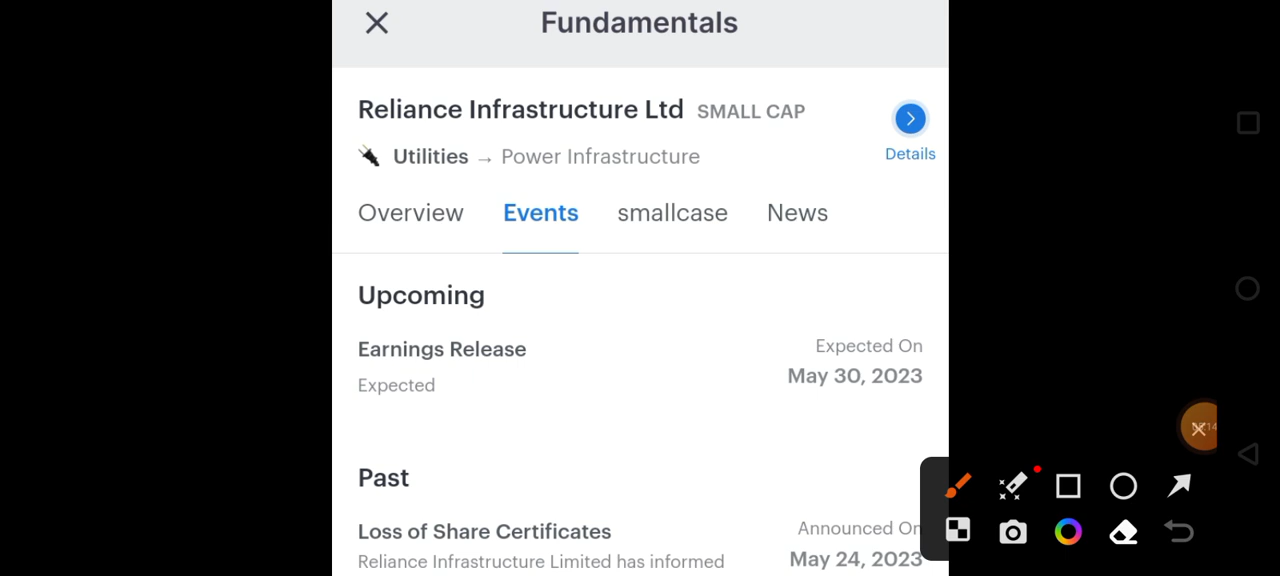 Fundamentals
Reliance Infrastructure Ltd SMALL CAP
Utilities → Power Infrastructure
Details
Overview Events smallcase News
Upcoming
Earnings Release
Expected On
Expected
May 30, 2023
Past
Loss of Share Certificates
Announced On
Reliance Infrastructure Limited has informed
May 24, 2023